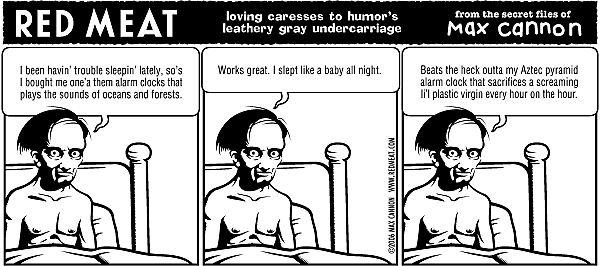 RED MEAT
loving caresses to humor's
leathery gray undercarriage
from the secret files of
max cannon
I been havin' trouble sleepin' lately, so's
I bought me one'a them alarm clocks that
plays the sounds of oceans and forests.
Works great. I slept like a baby all night.
©2006 MAX CANNON WWW.REDMEAT.COM
Beats the heck outta my Aztec pyramid
alarm clock that sacrifices a screaming
li'l plastic virgin every hour on the hour.